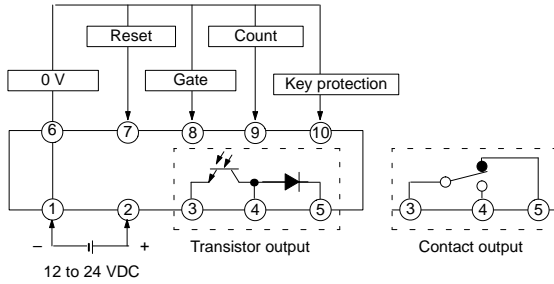 Reset
Count
0 V
Gate
Key protection
6 7 8 9 10
1 2 3 4 5
3 4 5
− +
Transistor output
Contact output
12 to 24 VDC